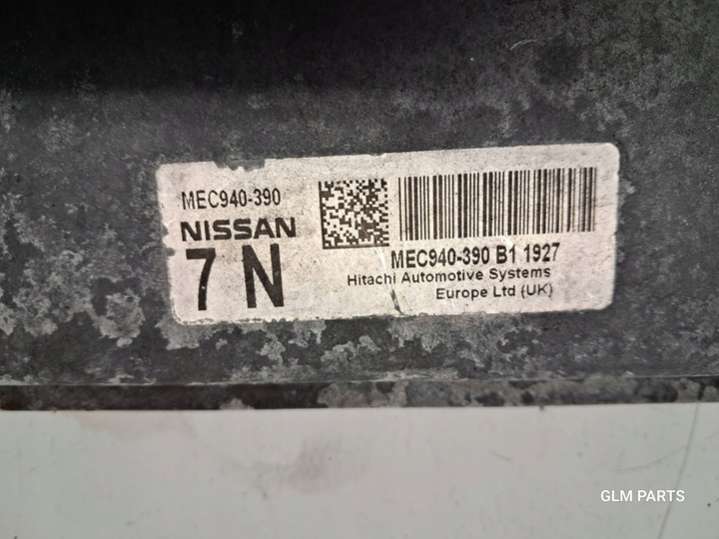 MEC940-390
NISSAN
7 N
MEC940-390 B1 1927
Hitachi Automotive Systems
Europe Ltd (UK)
GLM PARTS